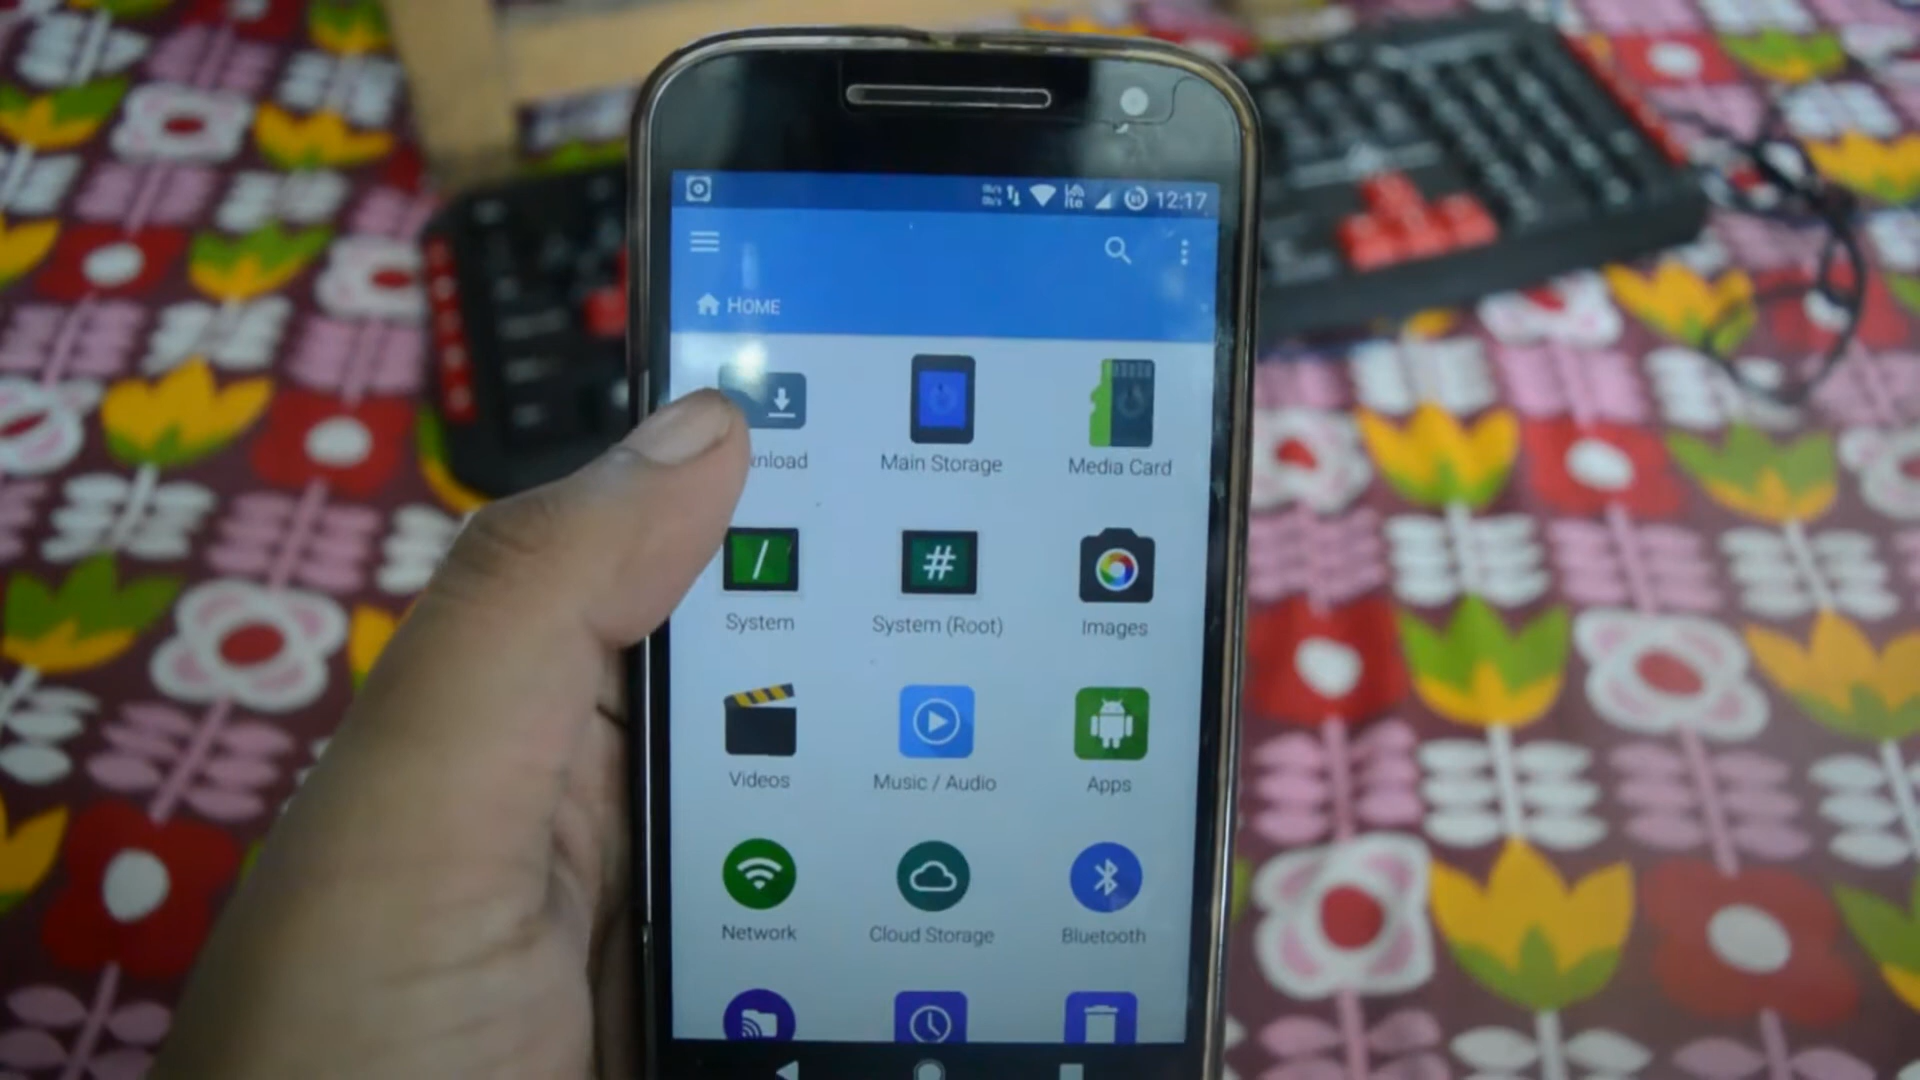 12:17
HOME
nload
Main Storage
Media Card
/
#
System
System (Root)
Images
Videos
Music / Audio
Apps
Network
Cloud Storage
Bluetooth